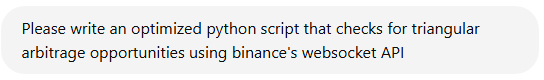 Please write an optimized python script that checks for triangular
arbitrage opportunities using binance's websocket API